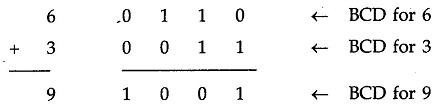 6 0 1 1 0 ← BCD for 6
+ 3 0 0 1 1 ← BCD for 3
9 1 0 0 1 ← BCD for 9